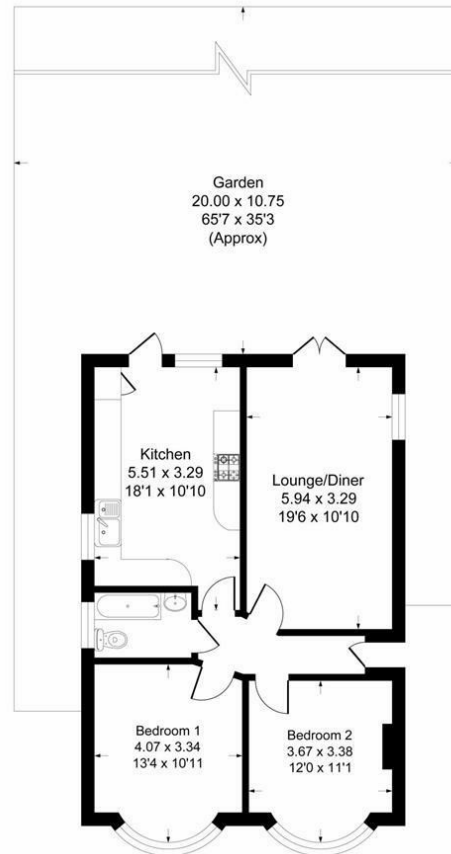 Garden
20.00 x 10.75
65'7 x 35'3
(Approx)
Kitchen
5.51 x 3.29
18'1 x 10'10
Lounge/Diner
5.94 x 3.29
19'6 x 10'10
Bedroom 1
4.07 x 3.34
13'4 x 10'11
Bedroom 2
3.67 x 3.38
12'0 x 11'1